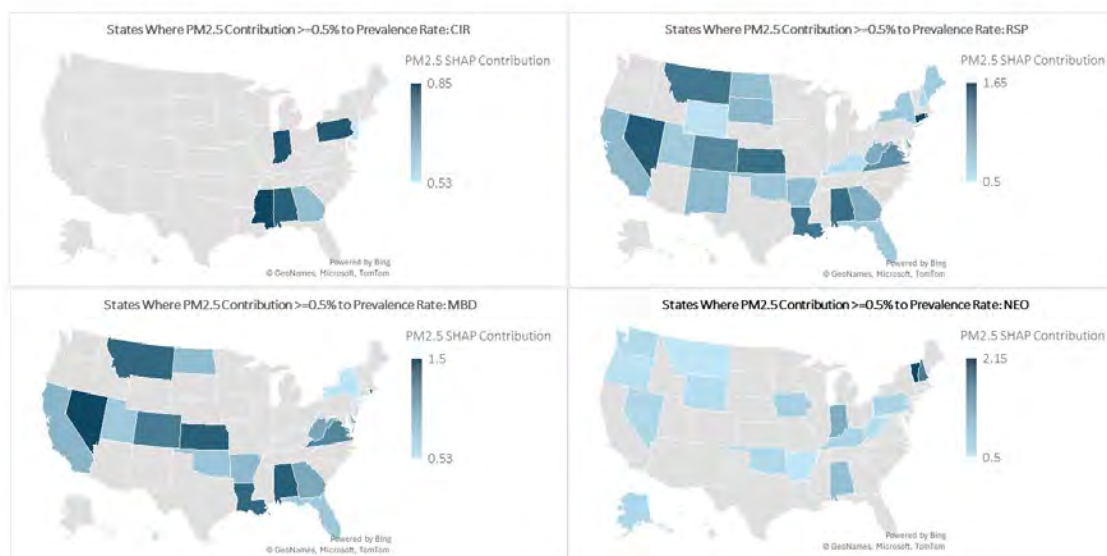 States Where PM2.5 Contribution >=0.5% to Prevalence Rate: CIR
PM2.5 SHAP Contribution
0.85
0.53
Powered by Bing
© GeoNames, Microsoft, TomTom
States Where PM2.5 Contribution >=0.5% to Prevalence Rate: RSP
PM2.5 SHAP Contribution
1.65
0.5
Powered by Bing
© GeoNames, Microsoft, TomTom
States Where PM2.5 Contribution >=0.5% to Prevalence Rate: MBD
PM2.5 SHAP Contribution
1.5
0.53
Powered by Bing
© GeoNames, Microsoft, TomTom
States Where PM2.5 Contribution >=0.5% to Prevalence Rate: NEO
PM2.5 SHAP Contribution
2.15
0.5
Powered by Bing
© GeoNames, Microsoft, TomTom